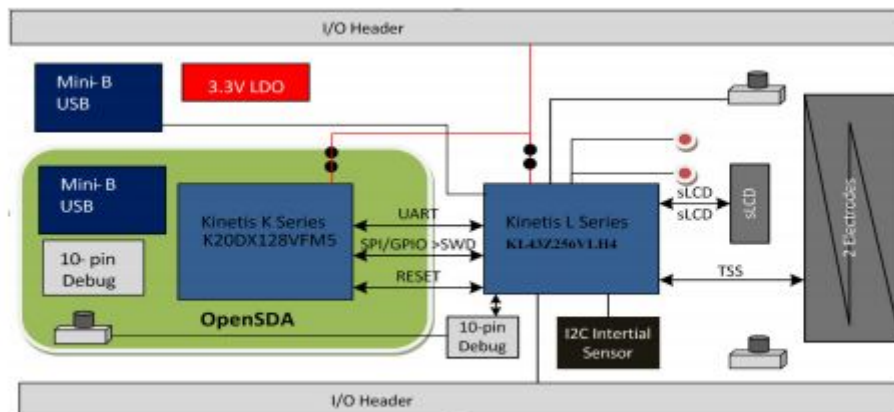 I/O Header
Mini-B
USB
3.3V LDO
Mini-B
USB
10- pin
Debug
Kinetis K Series
K20DX128VFM5
OpenSDA
UART
SPI/GPIO >SWD
RESET
Kinetis L Series
KL43Z256VLH4
sLCD
sLCD
sLCD
TSS
2 Electrodes
10-pin
Debug
I2C Intertial
Sensor
I/O Header